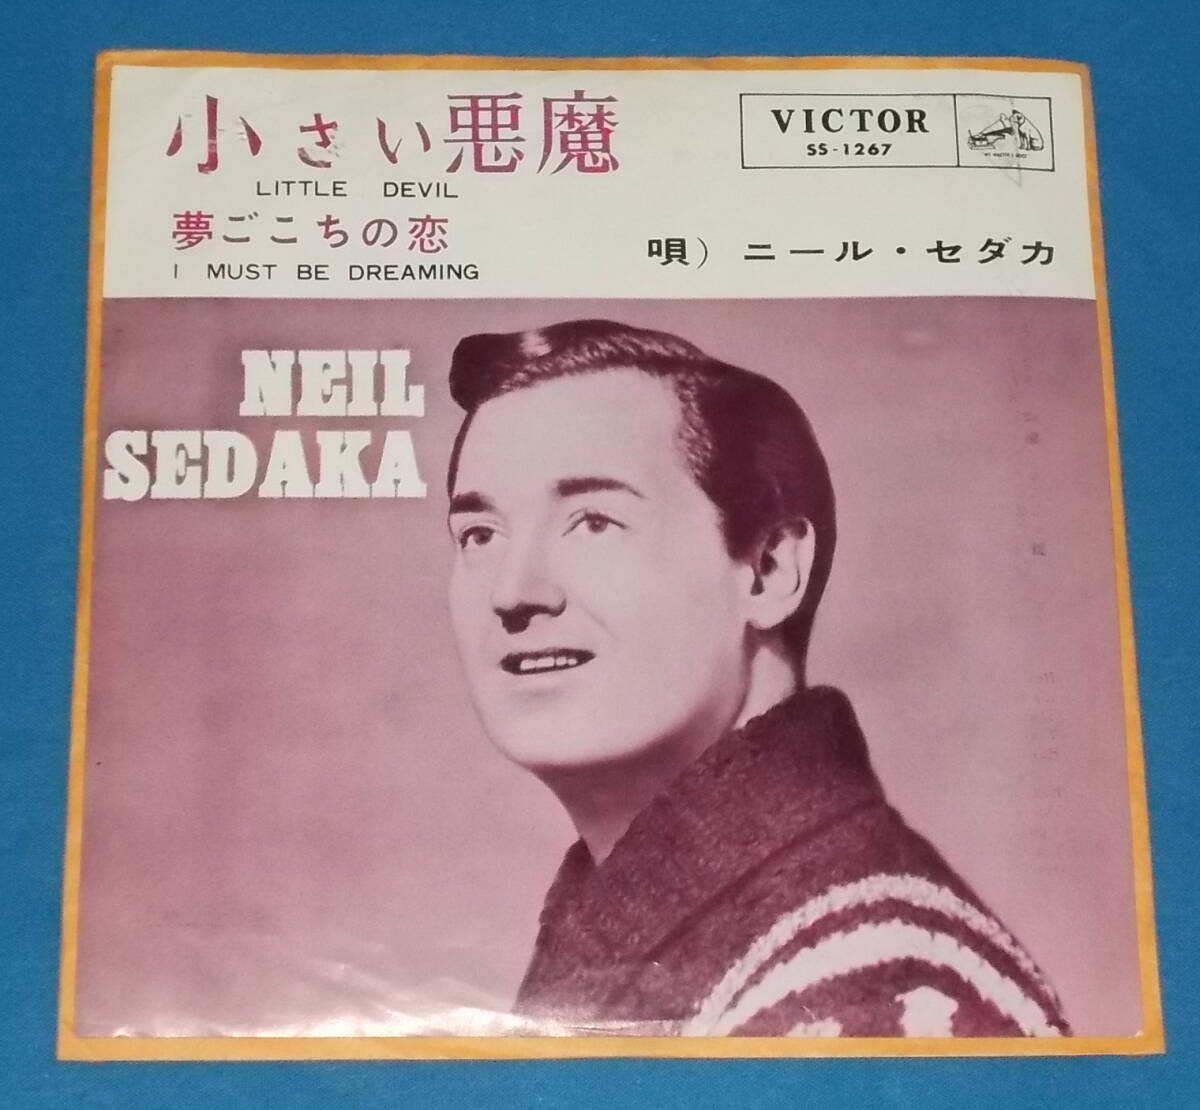 小さい悪魔
LITTLE DEVIL
夢ごこちの恋
I MUST BE DREAMING
VICTOR
SS-1267
唄) ニール・セダカ
NEIL
SEDAKA